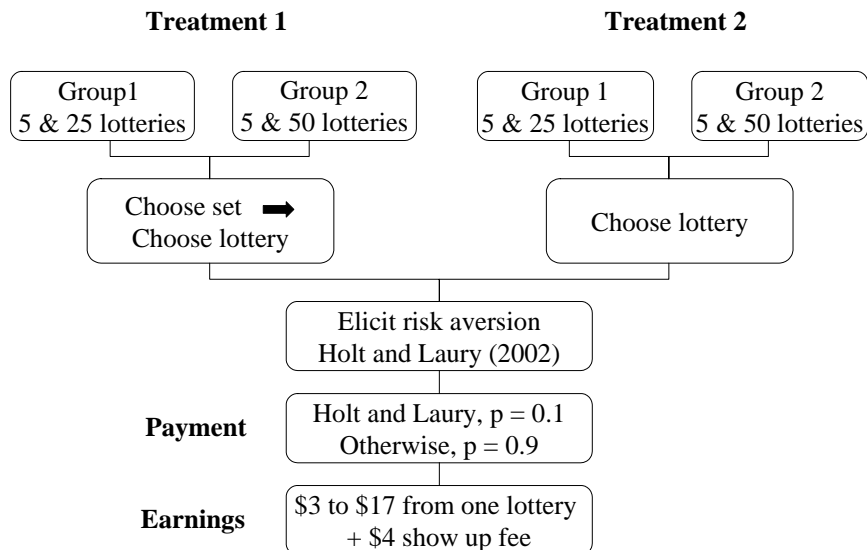 Treatment 1
Treatment 2
Group1
5 & 25 lotteries
Group 2
5 & 50 lotteries
Group 1
5 & 25 lotteries
Group 2
5 & 50 lotteries
Choose set
Choose lottery
Choose lottery
Elicit risk aversion
Holt and Laury (2002)
Payment
Holt and Laury, p = 0.1
Otherwise, p = 0.9
Earnings
$3 to $17 from one lottery
+ $4 show up fee